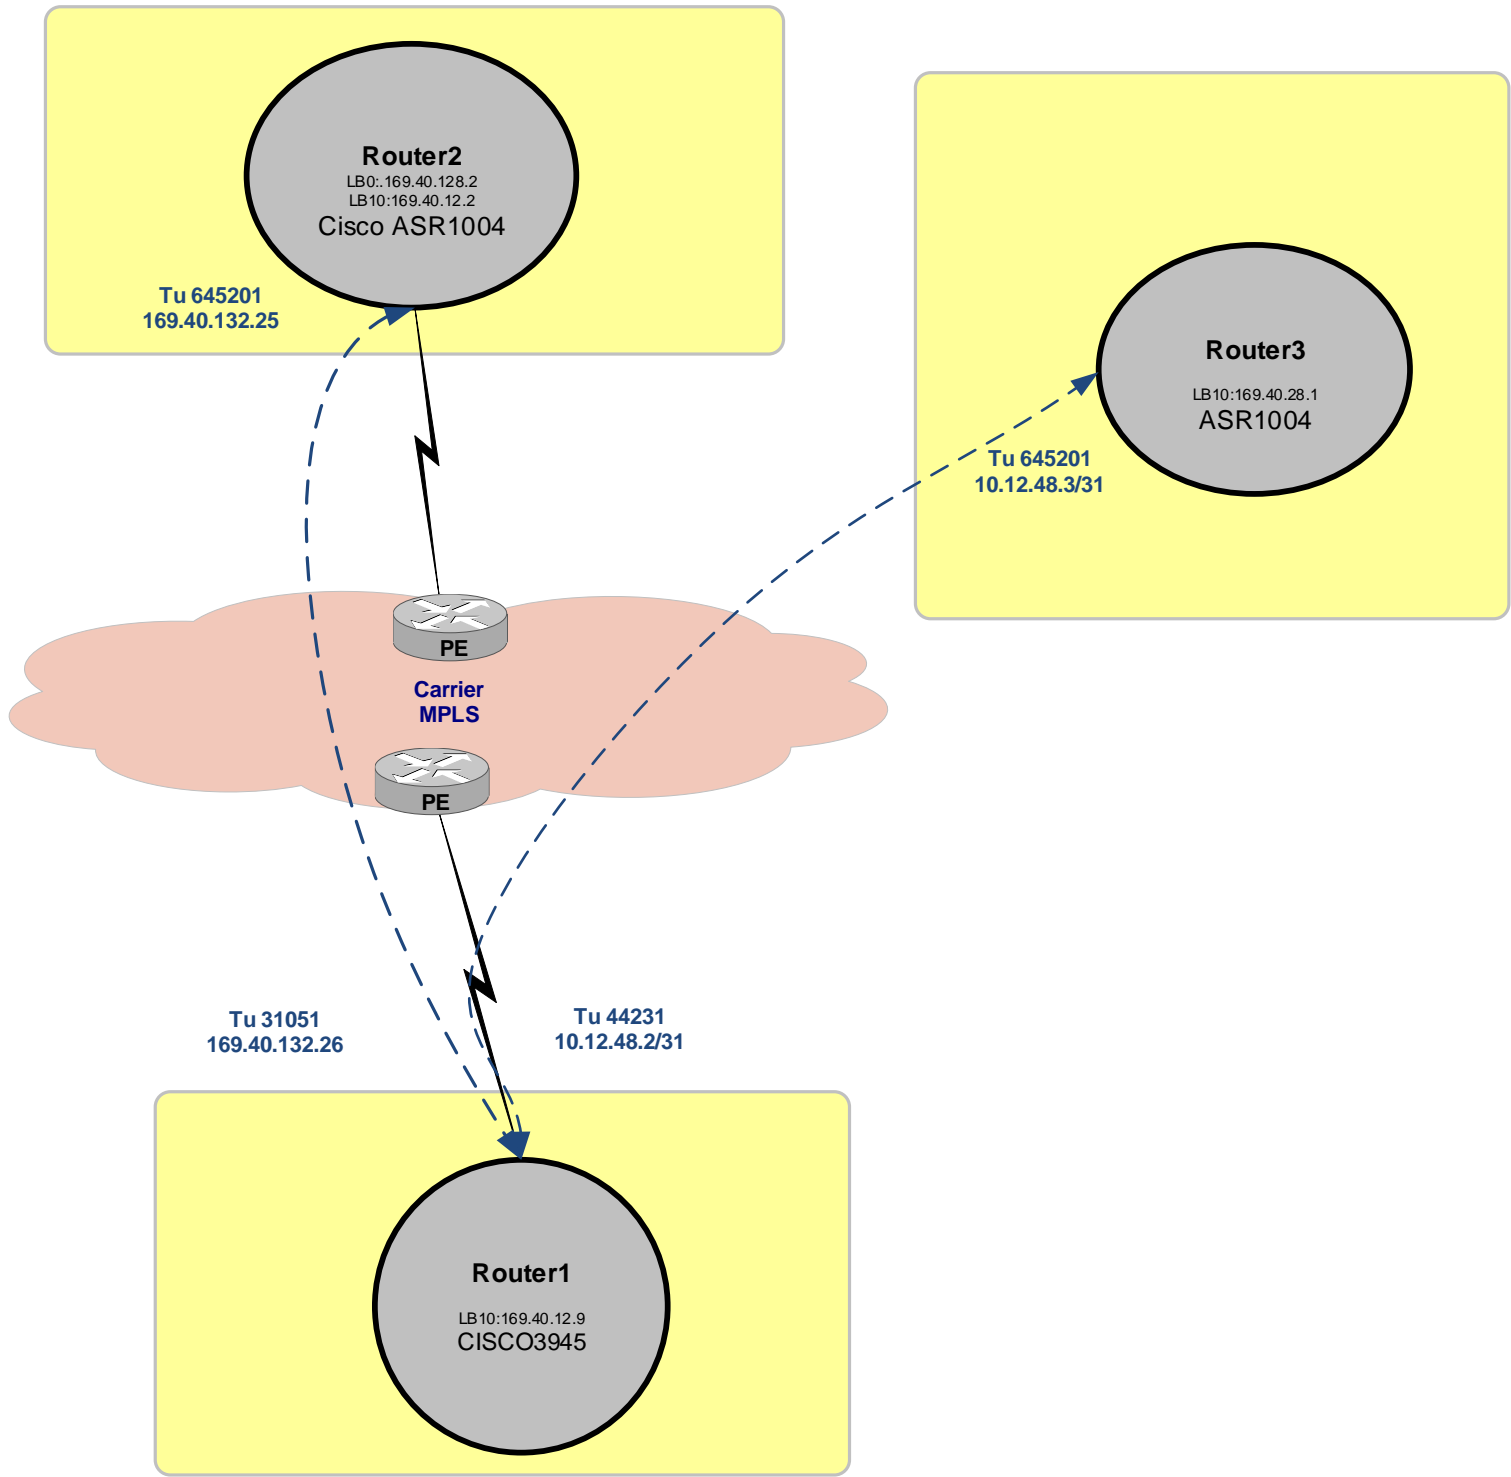 Router2
LB0:.169.40.128.2
LB10:169.40.12.2
Cisco ASR1004
Tu 645201
169.40.132.25
Router3
LB10:169.40.28.1
ASR1004
Tu 645201
10.12.48.3/31
PE
Carrier
MPLS
PE
Tu 31051
169.40.132.26
Tu 44231
10.12.48.2/31
Router1
LB10:169.40.12.9
CISCO3945